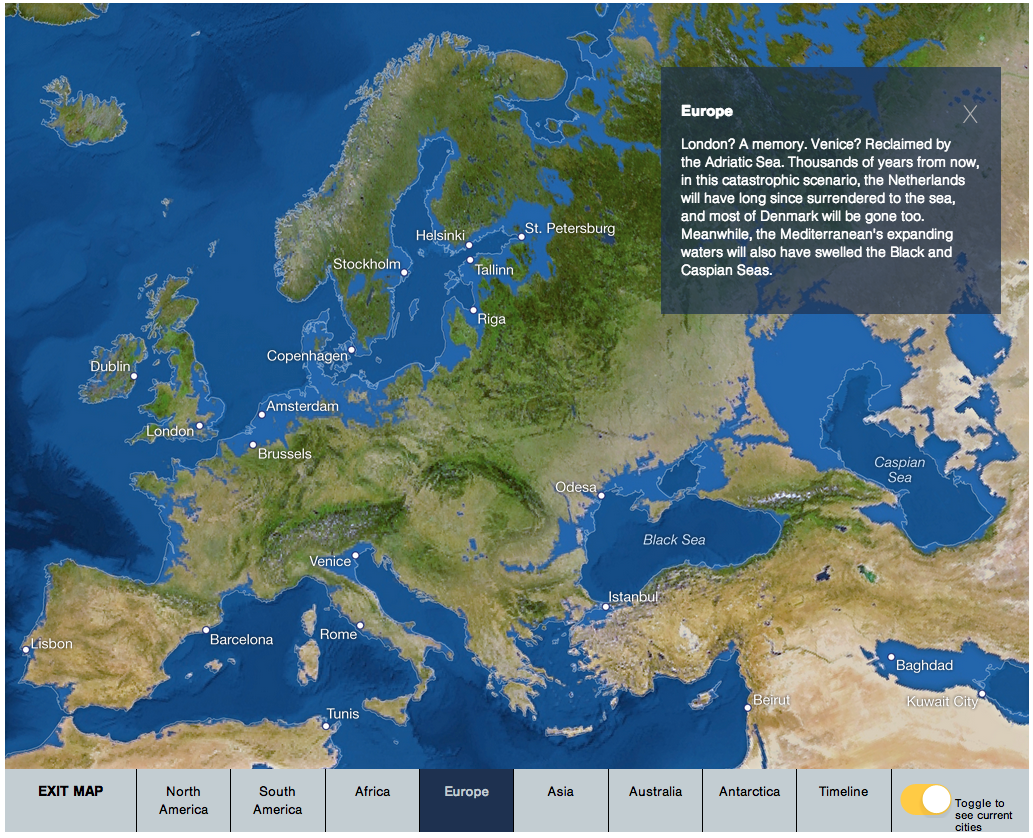 Europe
X
London? A memory. Venice? Reclaimed by
the Adriatic Sea. Thousands of years from now,
in this catastrophic scenario, the Netherlands
will have long since surrendered to the sea,
and most of Denmark will be gone too.
Meanwhile, the Mediterranean's expanding
waters will also have swelled the Black and
Caspian Seas.
St. Petersburg
Helsinki
Stockholm
Tallinn
Riga
Copenhagen
Dublin
Amsterdam
London
Brussels
Caspian
Sea
Odesa
Black Sea
Venice
Istanbul
Rome
Barcelona
Lisbon
Baghdad
Kuwait City
Beirut
Tunis
EXIT MAP
North
America
South
America
Africa
Europe
Asia
Australia
Antarctica
Timeline
Toggle to
see current
cities